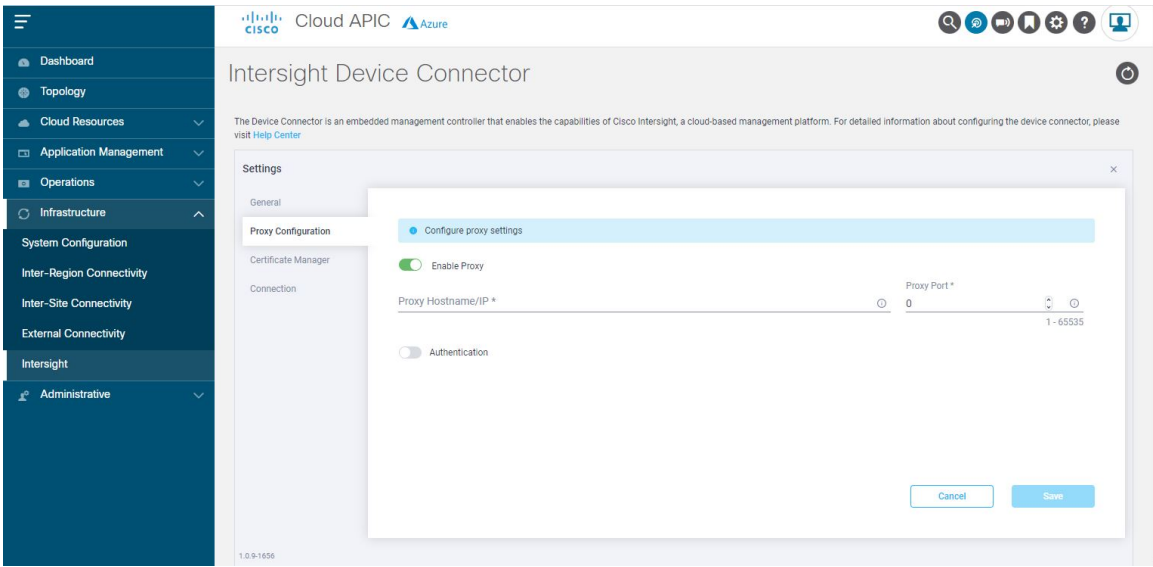 CISCO
Cloud APIC
Azure
Dashboard
Topology
Cloud Resources
Application Management
Operations
Infrastructure
System Configuration
Inter-Region Connectivity
Inter-Site Connectivity
External Connectivity
Intersight
Administrative
Intersight Device Connector
The Device Connector is an embedded management controller that enables the capabilities of Cisco Intersight, a cloud-based management platform. For detailed information about configuring the device connector, please
visit Help Center
Settings
General
Proxy Configuration
Certificate Manager
Connection
Configure proxy settings
Enable Proxy
Proxy Hostname/IP *
Proxy Port *
0
1 - 65535
Authentication
Cancel
Save
1.0.9-1656